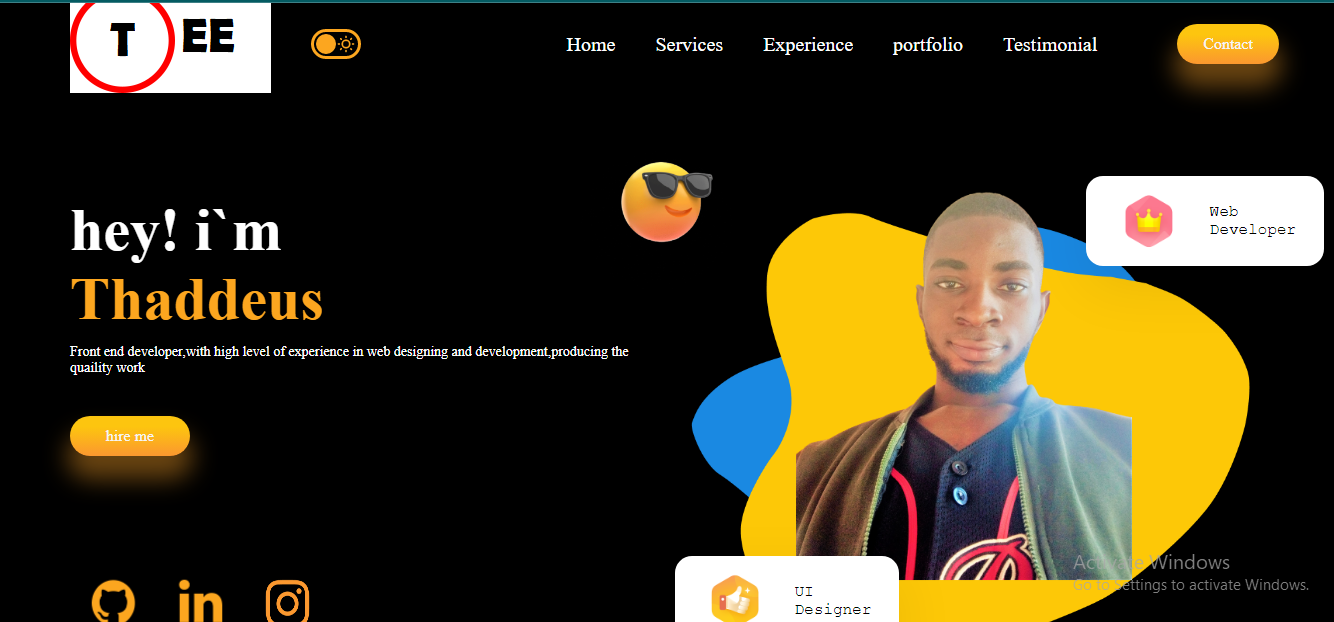 T EE
Home Services Experience portfolio Testimonial Contact
hey! i`m
Thaddeus
Front end developer,with high level of experience in web designing and development,producing the
quaility work
hire me
Web
Developer
UI
Designer
in
Activate Windows
Go to Settings to activate Windows.